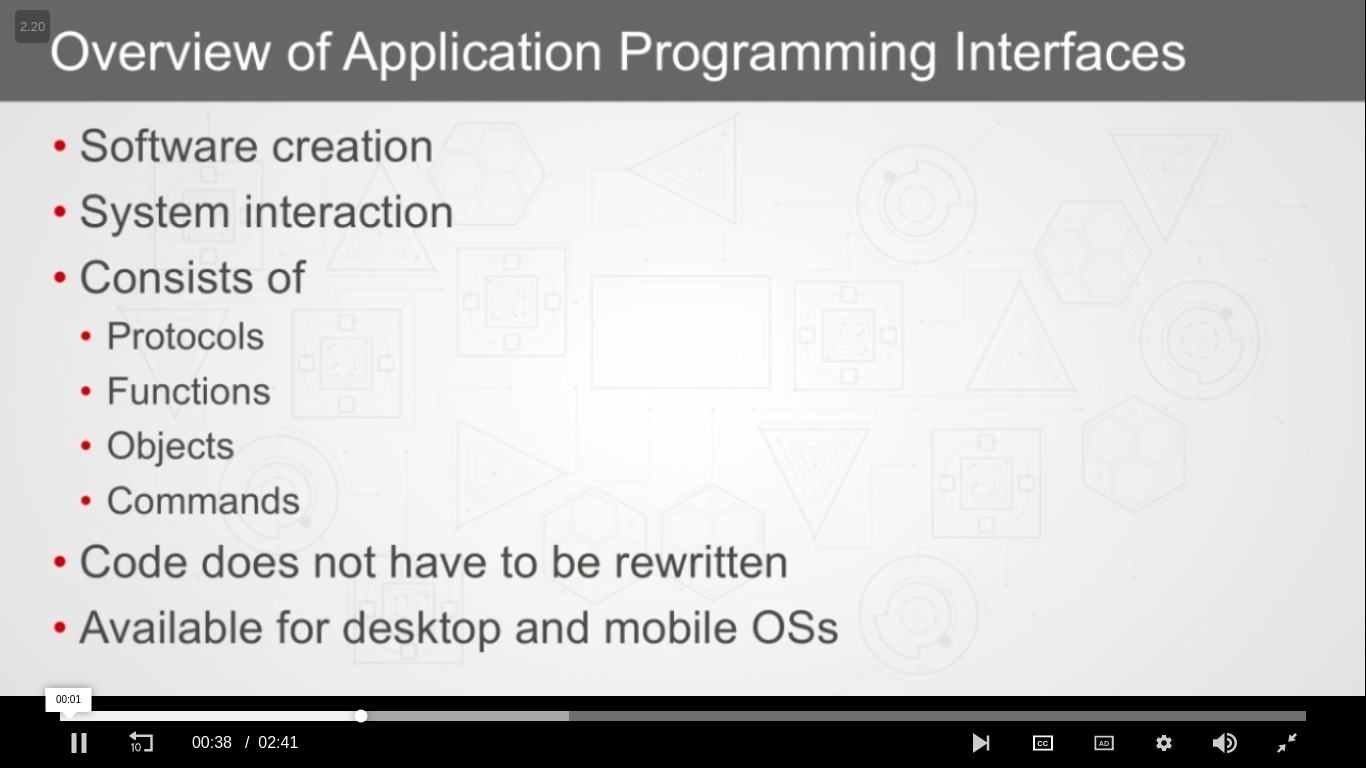 2.20
Overview of Application Programming Interfaces
• Software creation
• System interaction
• Consists of
• Protocols
• Functions
• Objects
• Commands
• Code does not have to be rewritten
• Available for desktop and mobile OSs
00:01
10
00:38 / 02:41
CC
AD